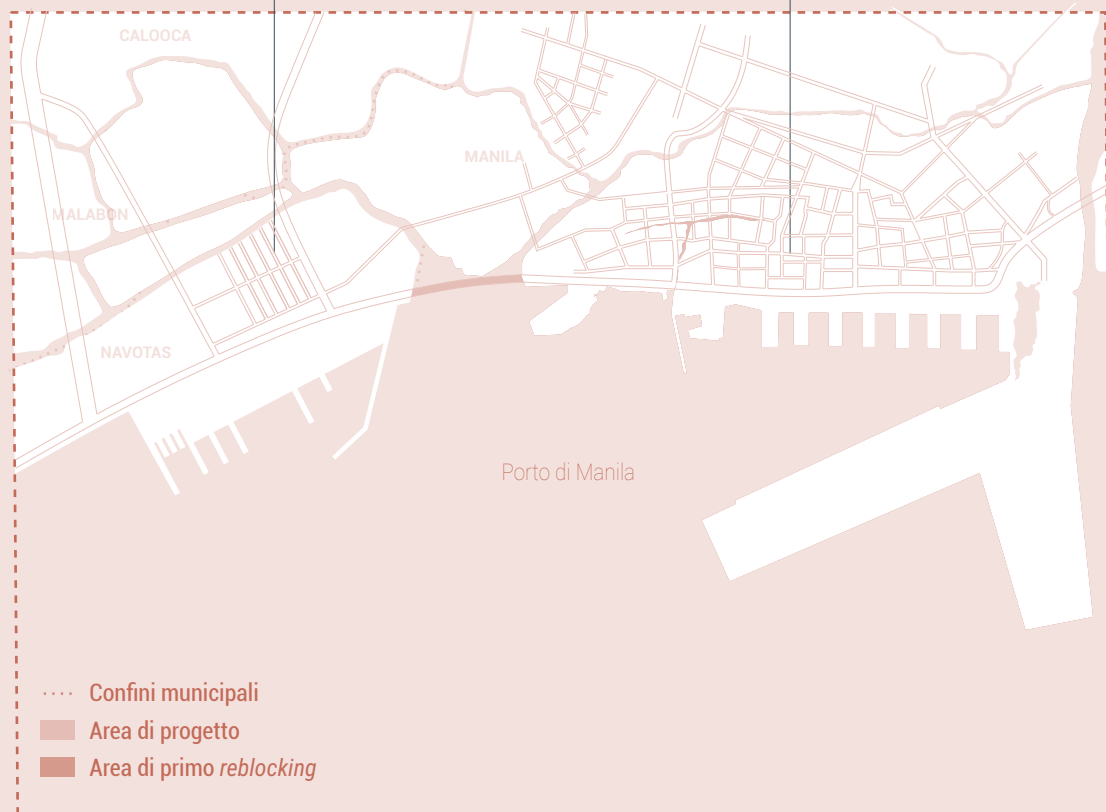 CALOOCA
MANILA
MALABON
NAVOTAS
Porto di Manila
Confini municipali
Area di progetto
Area di primo reblocking